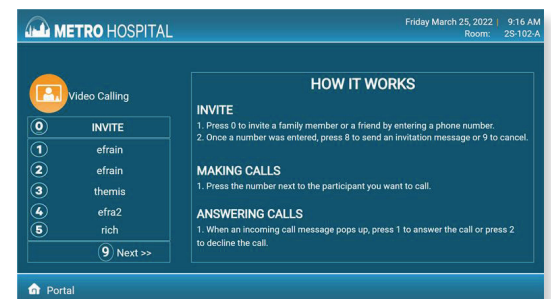 METRO HOSPITAL
Friday March 25, 2022 | 9:16 AM
Room: 2S-102-A
Video Calling
0 INVITE
1 efrain
2 efrain
3 themis
4 efra2
5 rich
9 Next >>
HOW IT WORKS
INVITE
1. Press 0 to invite a family member or a friend by entering a phone number.
2. Once a number was entered, press 8 to send an invitation message or 9 to cancel.
MAKING CALLS
1. Press the number next to the participant you want to call.
ANSWERING CALLS
1. When an incoming call message pops up, press 1 to answer the call or press 2
to decline the call.
Portal